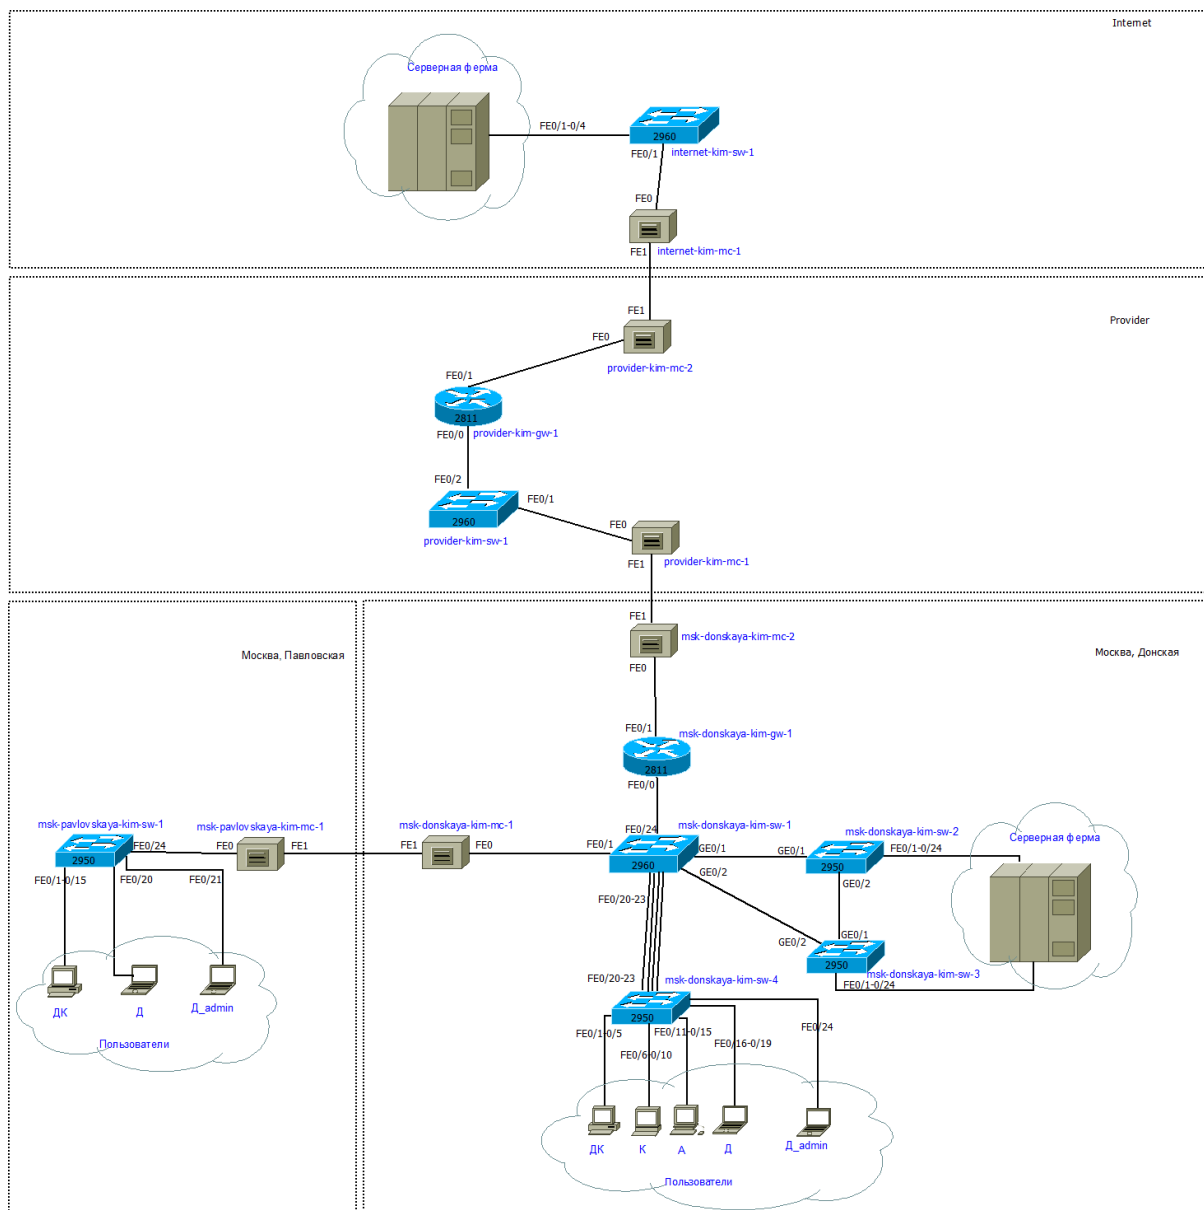 Internet
Серверная ферма
FE0/1-0/4
2960
FE0/1
internet-kim-sw-1
FE0
FE1
internet-kim-mc-1
Provider
FE1
FE0
provider-kim-mc-2
FE0/1
2811
FE0/0
provider-kim-gw-1
FE0/2
FE0/1
2960
provider-kim-sw-1
FE0
FE1
provider-kim-mc-1
Москва, Павловская
msk-pavlovskaya-kim-sw-1
msk-pavlovskaya-kim-mc-1
2950
FE0/24
FE0
FE1
FE0/1-0/15
FE0/20
FE0/21
ДК
Д
Д_admin
Пользователи
Москва, Донская
FE1
msk-donskaya-kim-mc-2
FE0
FE0/1
msk-donskaya-kim-gw-1
2811
FE0/0
msk-donskaya-kim-mc-1
FE1
FE0
FE0/24
msk-donskaya-kim-sw-1
FE0/1
2960
GE0/1
GE0/2
GE0/1
msk-donskaya-kim-sw-2
2950
FE0/1-0/24
GE0/2
Серверная ферма
GE0/1
GE0/2
2950
msk-donskaya-kim-sw-3
FE0/1-0/24
FE0/20-23
FE0/20-23
msk-donskaya-kim-sw-4
2950
FE0/1-0/5
FE0/11-0/15
FE0/24
FE0/6-0/10
FE0/16-0/19
ДК
К
А
Д
Д_admin
Пользователи